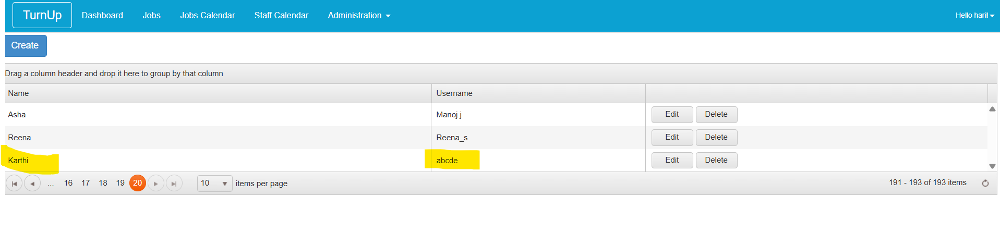 TurnUp Dashboard Jobs Jobs Calendar Staff Calendar Administration Hello hari!
Create
Drag a column header and drop it here to group by that column
Name Username
Asha Manoj j Edit Delete
Reena Reena_s Edit Delete
Karthi abcde Edit Delete
... 16 17 18 19 20 10 items per page 191 - 193 of 193 items